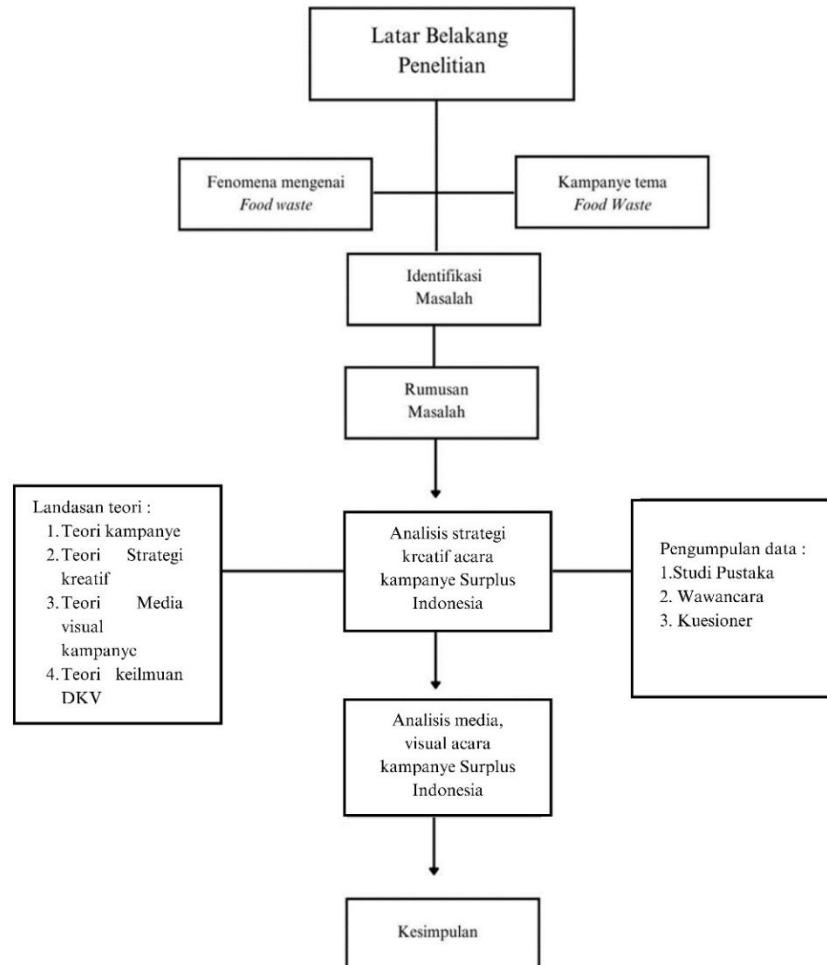 Latar Belakang
Penelitian
Fenomena mengenai
Food waste
Kampanye tema
Food Waste
Identifikasi
Masalah
Rumusan
Masalah
Landasan teori :
1. Teori kampanye
2. Teori Strategi
kreatif
3. Teori Media
visual
kampanye
4. Teori keilmuan
DKV
Analisis strategi
kreatif acara
kampanye Surplus
Indonesia
Pengumpulan data :
1.Studi Pustaka
2. Wawancara
3. Kuesioner
Analisis media,
visual acara
kampanye Surplus
Indonesia
Kesimpulan